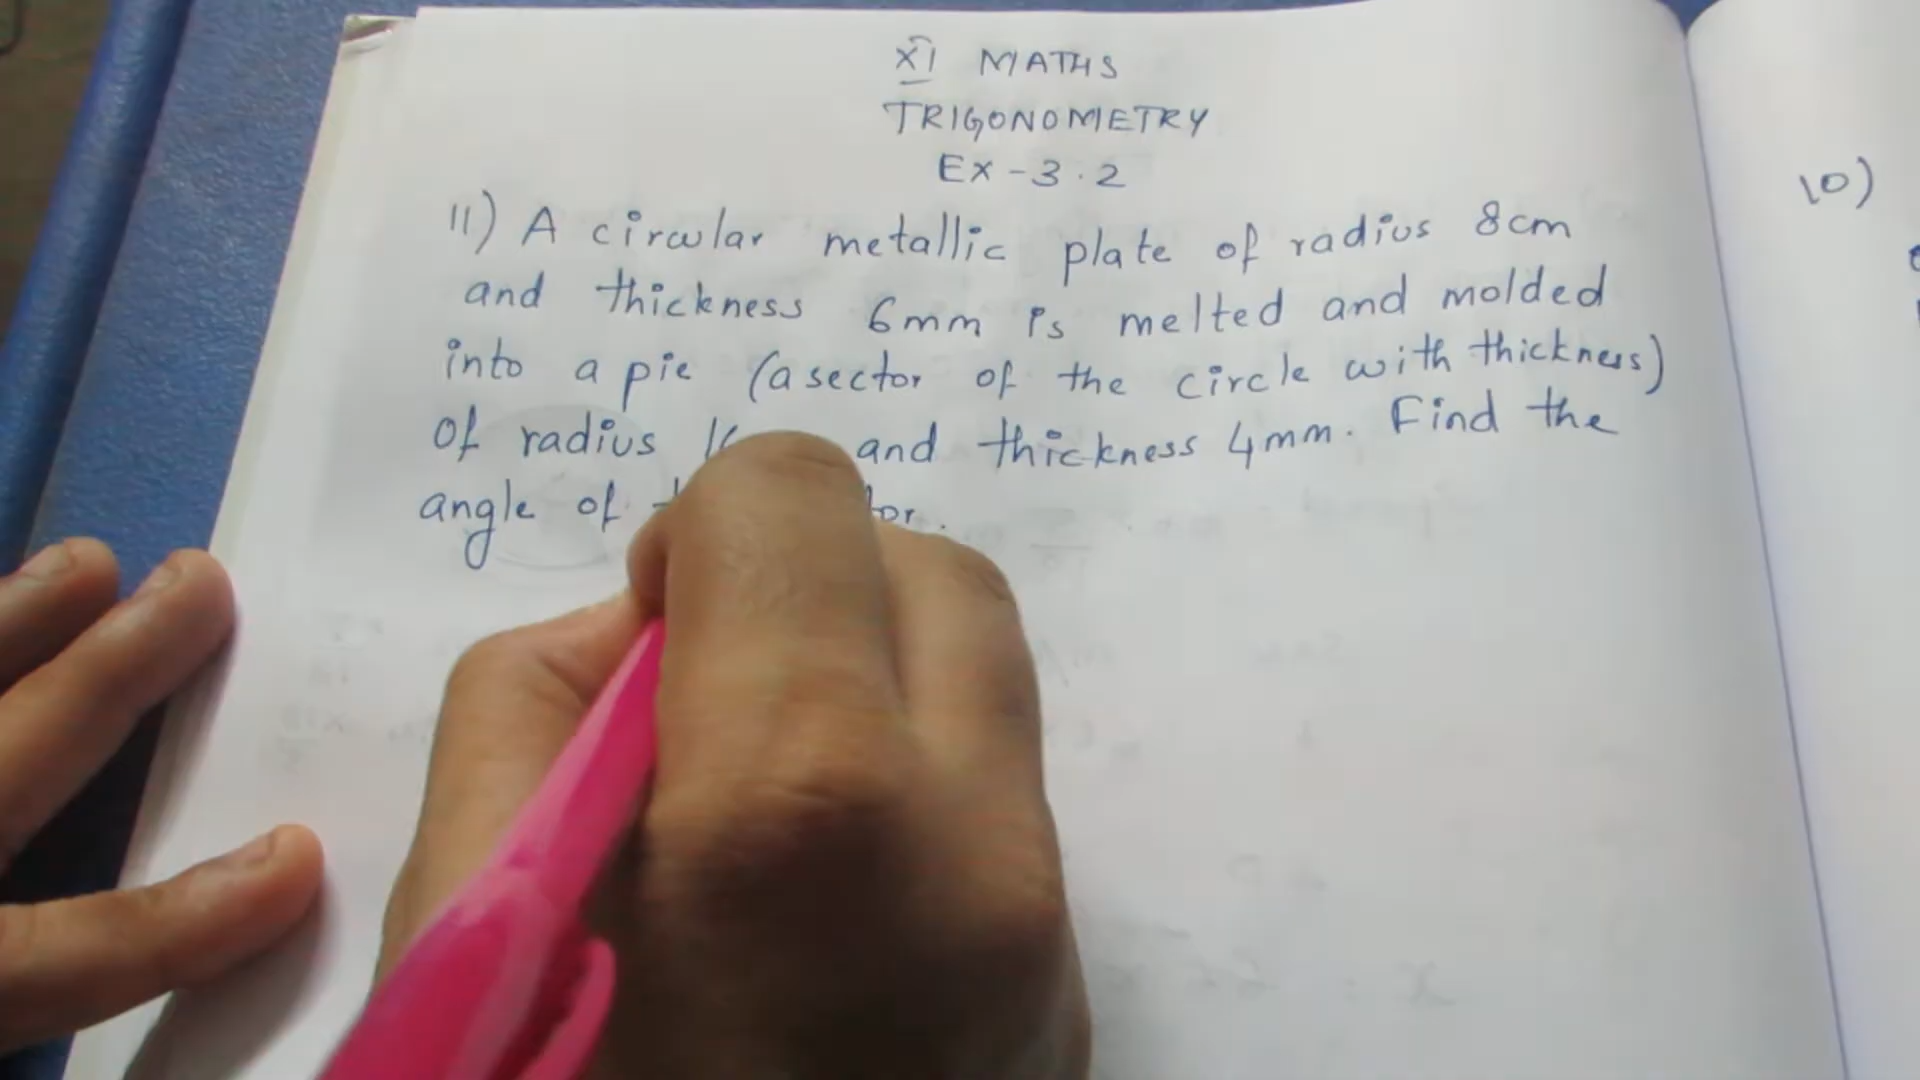 XI MATHS
TRIGONOMETRY
EX - 3.2
11) A circular metallic plate of radius 8cm
and thickness 6mm is melted and molded
into a pie (a sector of the circle with thickness)
of radius and thickness 4mm. Find the
angle of
10)